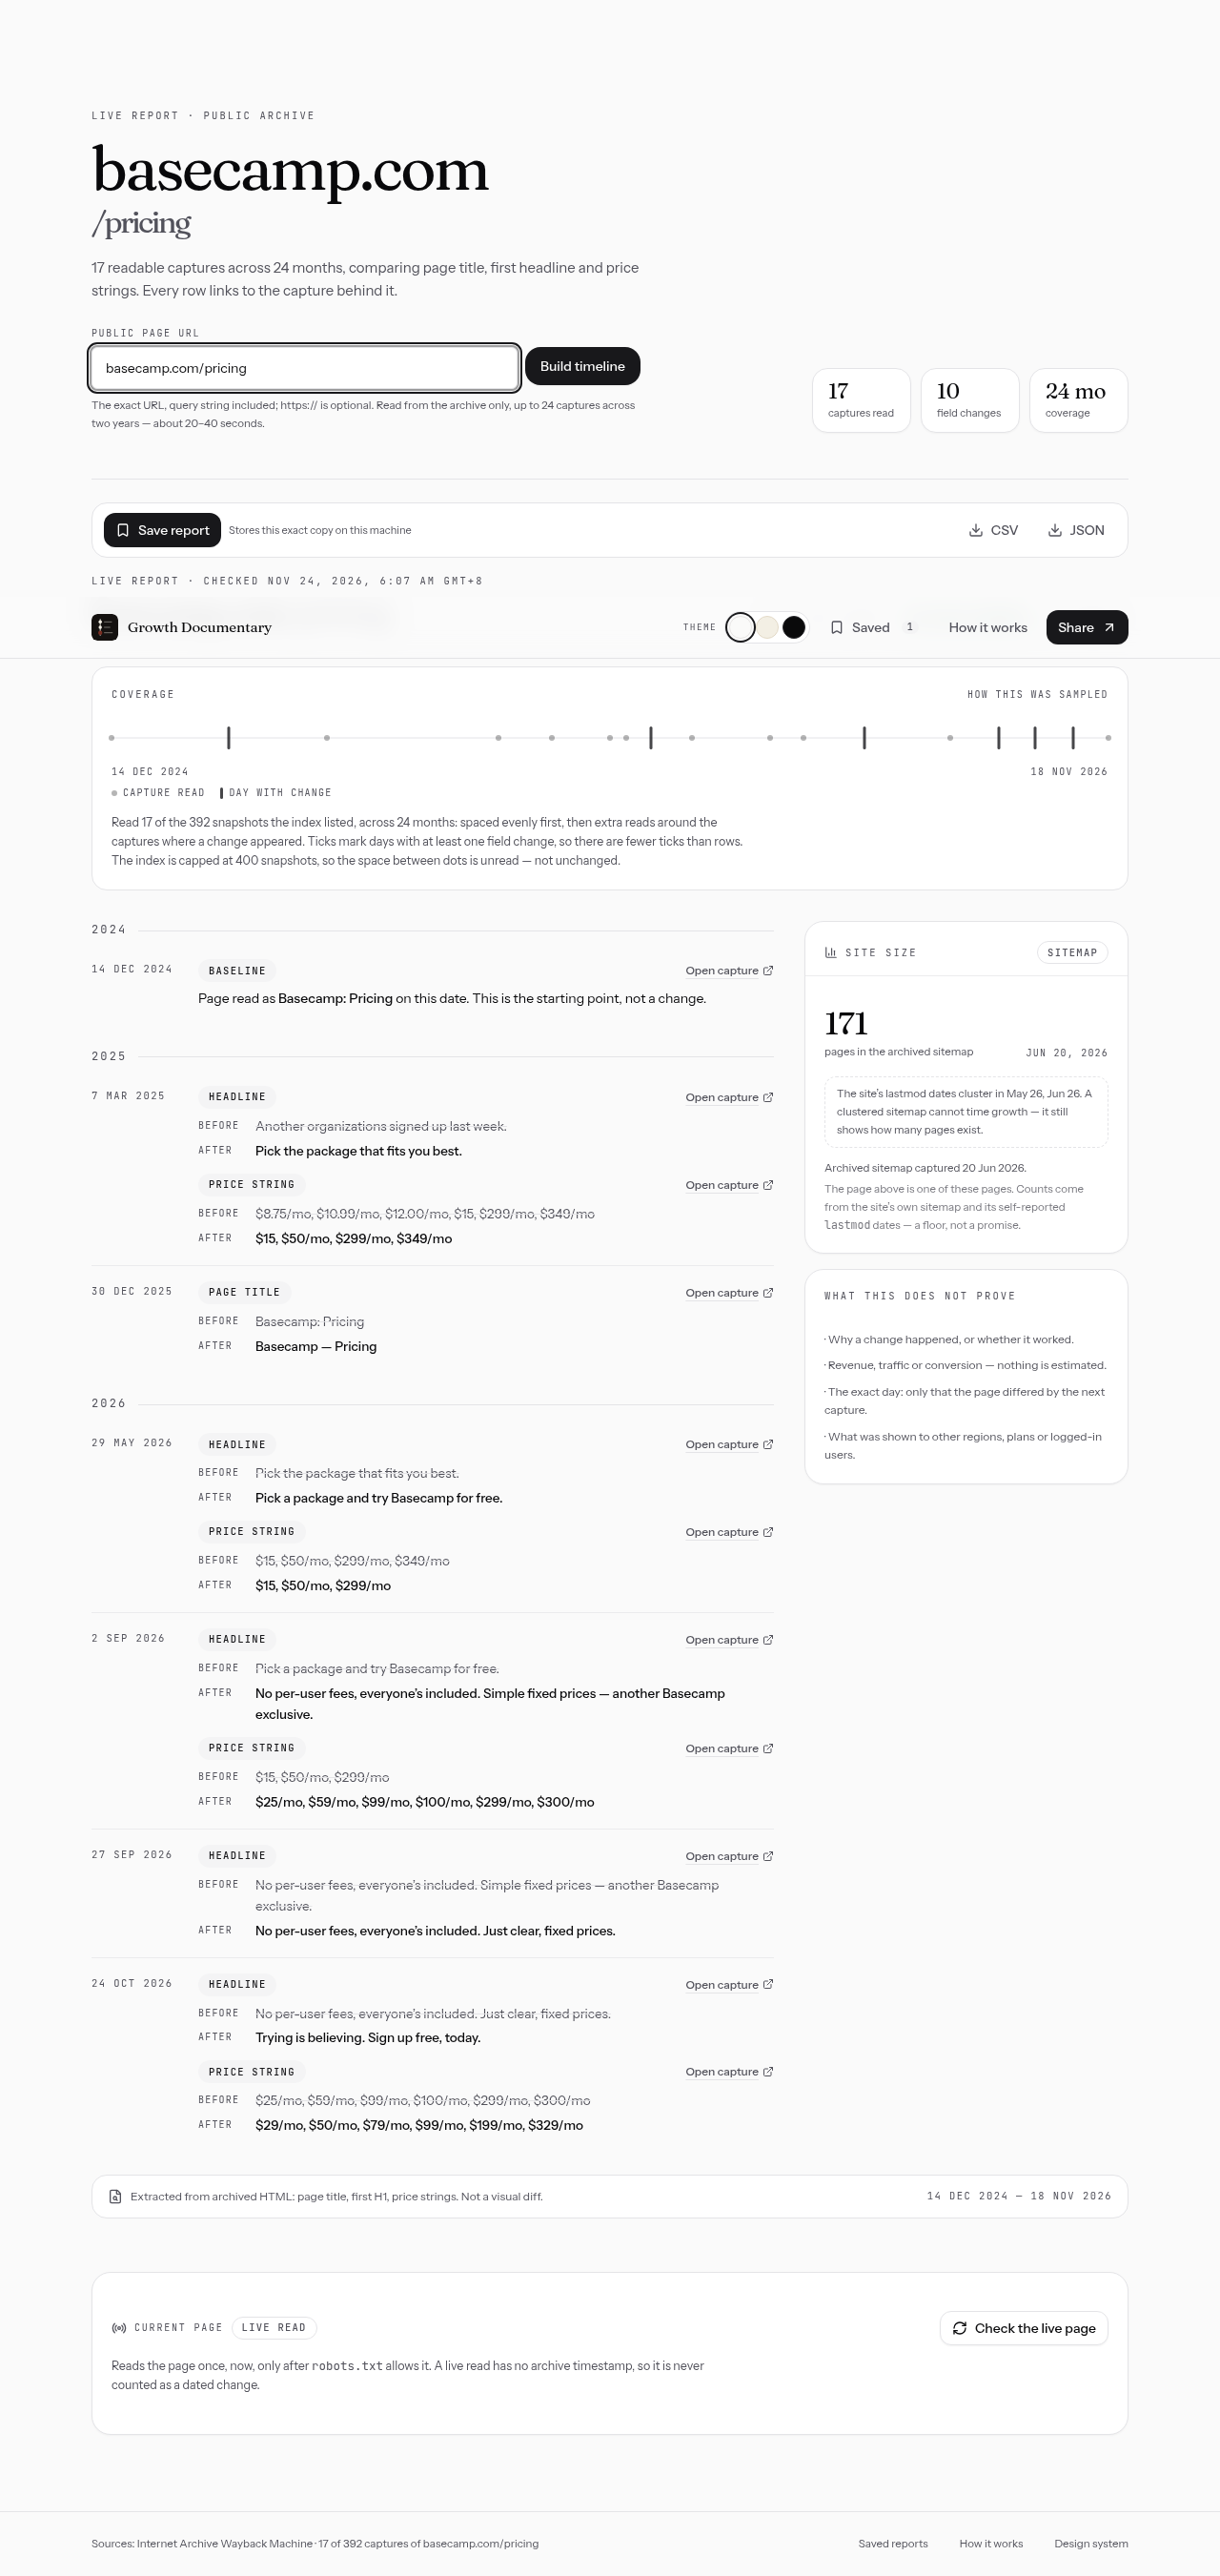 LIVE REPORT · PUBLIC ARCHIVE
basecamp.com
/pricing
17 readable captures across 24 months, comparing page title, first headline and price
strings. Every row links to the capture behind it.
PUBLIC PAGE URL
basecamp.com/pricing
Build timeline
The exact URL, query string included; https:// is optional. Read from the archive only, up to 24 captures across
two years — about 20–40 seconds.
17
captures read
10
field changes
24 mo
coverage
Save report
Stores this exact copy on this machine
CSV
JSON
LIVE REPORT · CHECKED NOV 24, 2026, 6:07 AM GMT+8
Growth Documentary
THEME
Saved 1
How it works
Share
COVERAGE
HOW THIS WAS SAMPLED
14 DEC 2024
18 NOV 2026
CAPTURE READ
DAY WITH CHANGE
Read 17 of the 392 snapshots the index listed, across 24 months: spaced evenly first, then extra reads around the
captures where a change appeared. Ticks mark days with at least one field change, so there are fewer ticks than rows.
The index is capped at 400 snapshots, so the space between dots is unread — not unchanged.
2024
14 DEC 2024
BASELINE
Open capture
Page read as Basecamp: Pricing on this date. This is the starting point, not a change.
2025
7 MAR 2025
HEADLINE
Open capture
BEFORE Another organizations signed up last week.
AFTER Pick the package that fits you best.
PRICE STRING
Open capture
BEFORE $8.75/mo, $10.99/mo, $12.00/mo, $15, $299/mo, $349/mo
AFTER $15, $50/mo, $299/mo, $349/mo
30 DEC 2025
PAGE TITLE
Open capture
BEFORE Basecamp: Pricing
AFTER Basecamp — Pricing
2026
29 MAY 2026
HEADLINE
Open capture
BEFORE Pick the package that fits you best.
AFTER Pick a package and try Basecamp for free.
PRICE STRING
Open capture
BEFORE $15, $50/mo, $299/mo, $349/mo
AFTER $15, $50/mo, $299/mo
2 SEP 2026
HEADLINE
Open capture
BEFORE Pick a package and try Basecamp for free.
AFTER No per-user fees, everyone's included. Simple fixed prices — another Basecamp
exclusive.
PRICE STRING
Open capture
BEFORE $15, $50/mo, $299/mo
AFTER $25/mo, $59/mo, $99/mo, $100/mo, $299/mo, $300/mo
27 SEP 2026
HEADLINE
Open capture
BEFORE No per-user fees, everyone's included. Simple fixed prices — another Basecamp
exclusive.
AFTER No per-user fees, everyone's included. Just clear, fixed prices.
24 OCT 2026
HEADLINE
Open capture
BEFORE No per-user fees, everyone's included. Just clear, fixed prices.
AFTER Trying is believing. Sign up free, today.
PRICE STRING
Open capture
BEFORE $25/mo, $59/mo, $99/mo, $100/mo, $299/mo, $300/mo
AFTER $29/mo, $50/mo, $79/mo, $99/mo, $199/mo, $329/mo
SITE SIZE
SITEMAP
171
pages in the archived sitemap
JUN 20, 2026
The site's lastmod dates cluster in May 26, Jun 26. A
clustered sitemap cannot time growth — it still
shows how many pages exist.
Archived sitemap captured 20 Jun 2026.
The page above is one of these pages. Counts come
from the site's own sitemap and its self-reported
lastmod dates — a floor, not a promise.
WHAT THIS DOES NOT PROVE
· Why a change happened, or whether it worked.
· Revenue, traffic or conversion — nothing is estimated.
· The exact day: only that the page differed by the next
capture.
· What was shown to other regions, plans or logged-in
users.
Extracted from archived HTML: page title, first H1, price strings. Not a visual diff.
14 DEC 2024 — 18 NOV 2026
CURRENT PAGE
LIVE READ
Check the live page
Reads the page once, now, only after robots.txt allows it. A live read has no archive timestamp, so it is never
counted as a dated change.
Sources: Internet Archive Wayback Machine · 17 of 392 captures of basecamp.com/pricing
Saved reports
How it works
Design system